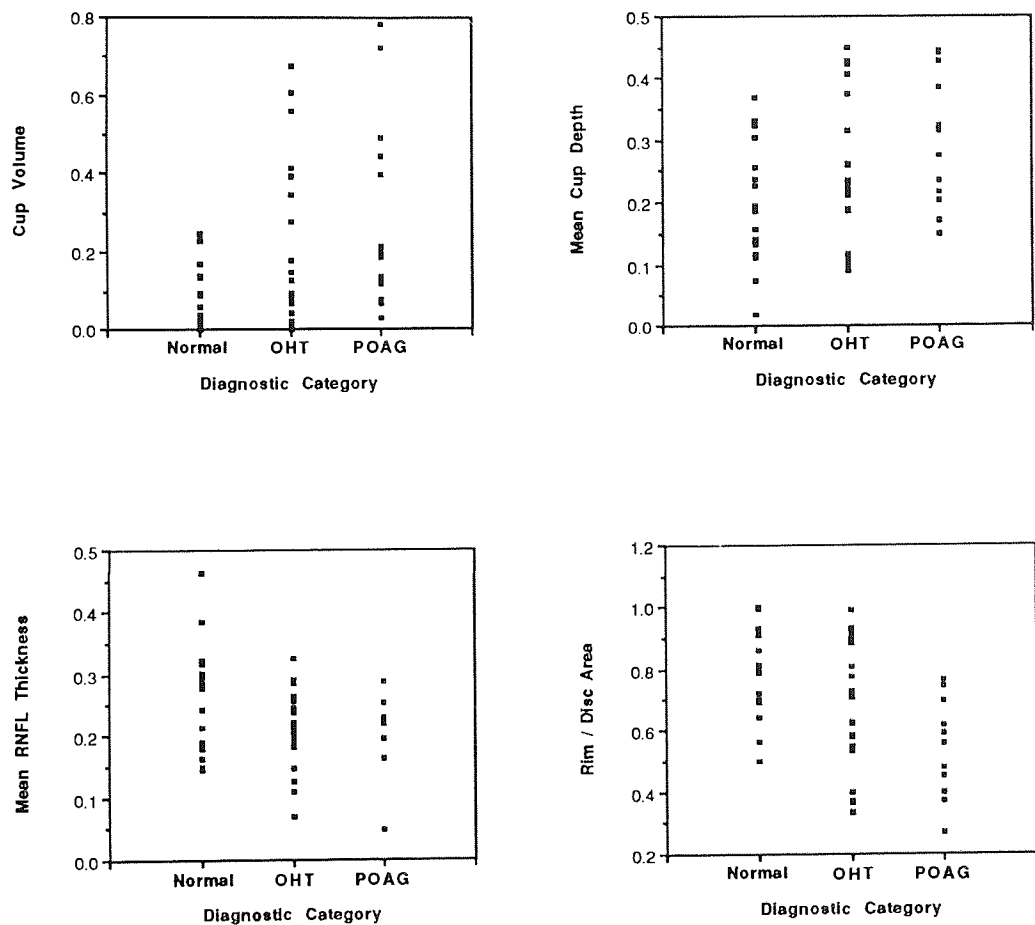 0.8
0.6
0.4
0.2
0.0
Cup Volume
Normal OHT POAG
Diagnostic Category
0.5
0.4
0.3
0.2
0.1
0.0
Mean Cup Depth
Normal OHT POAG
Diagnostic Category
0.5
0.4
0.3
0.2
0.1
0.0
Mean RNFL Thickness
Normal OHT POAG
Diagnostic Category
1.2
1.0
0.8
0.6
0.4
0.2
Rim / Disc Area
Normal OHT POAG
Diagnostic Category